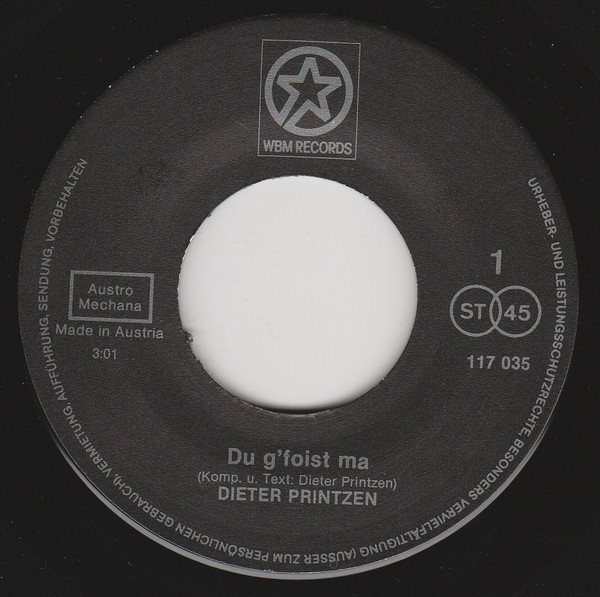 WBM RECORDS
URHEBER- UND LEISTUNGSSCHUTZRECHTE, BESONDERS VERVIELFÄLTIGUNG (AUSSER ZUM PERSÖNLICHEN GEBRAUCH), VERMIETUNG, AUFFÜHRUNG, SENDUNG, VORBEHALTEN
Austro
Mechana
Made in Austria
3:01
1
ST 45
117 035
Du g'foist ma
(Komp. u. Text: Dieter Printzen)
DIETER PRINTZEN